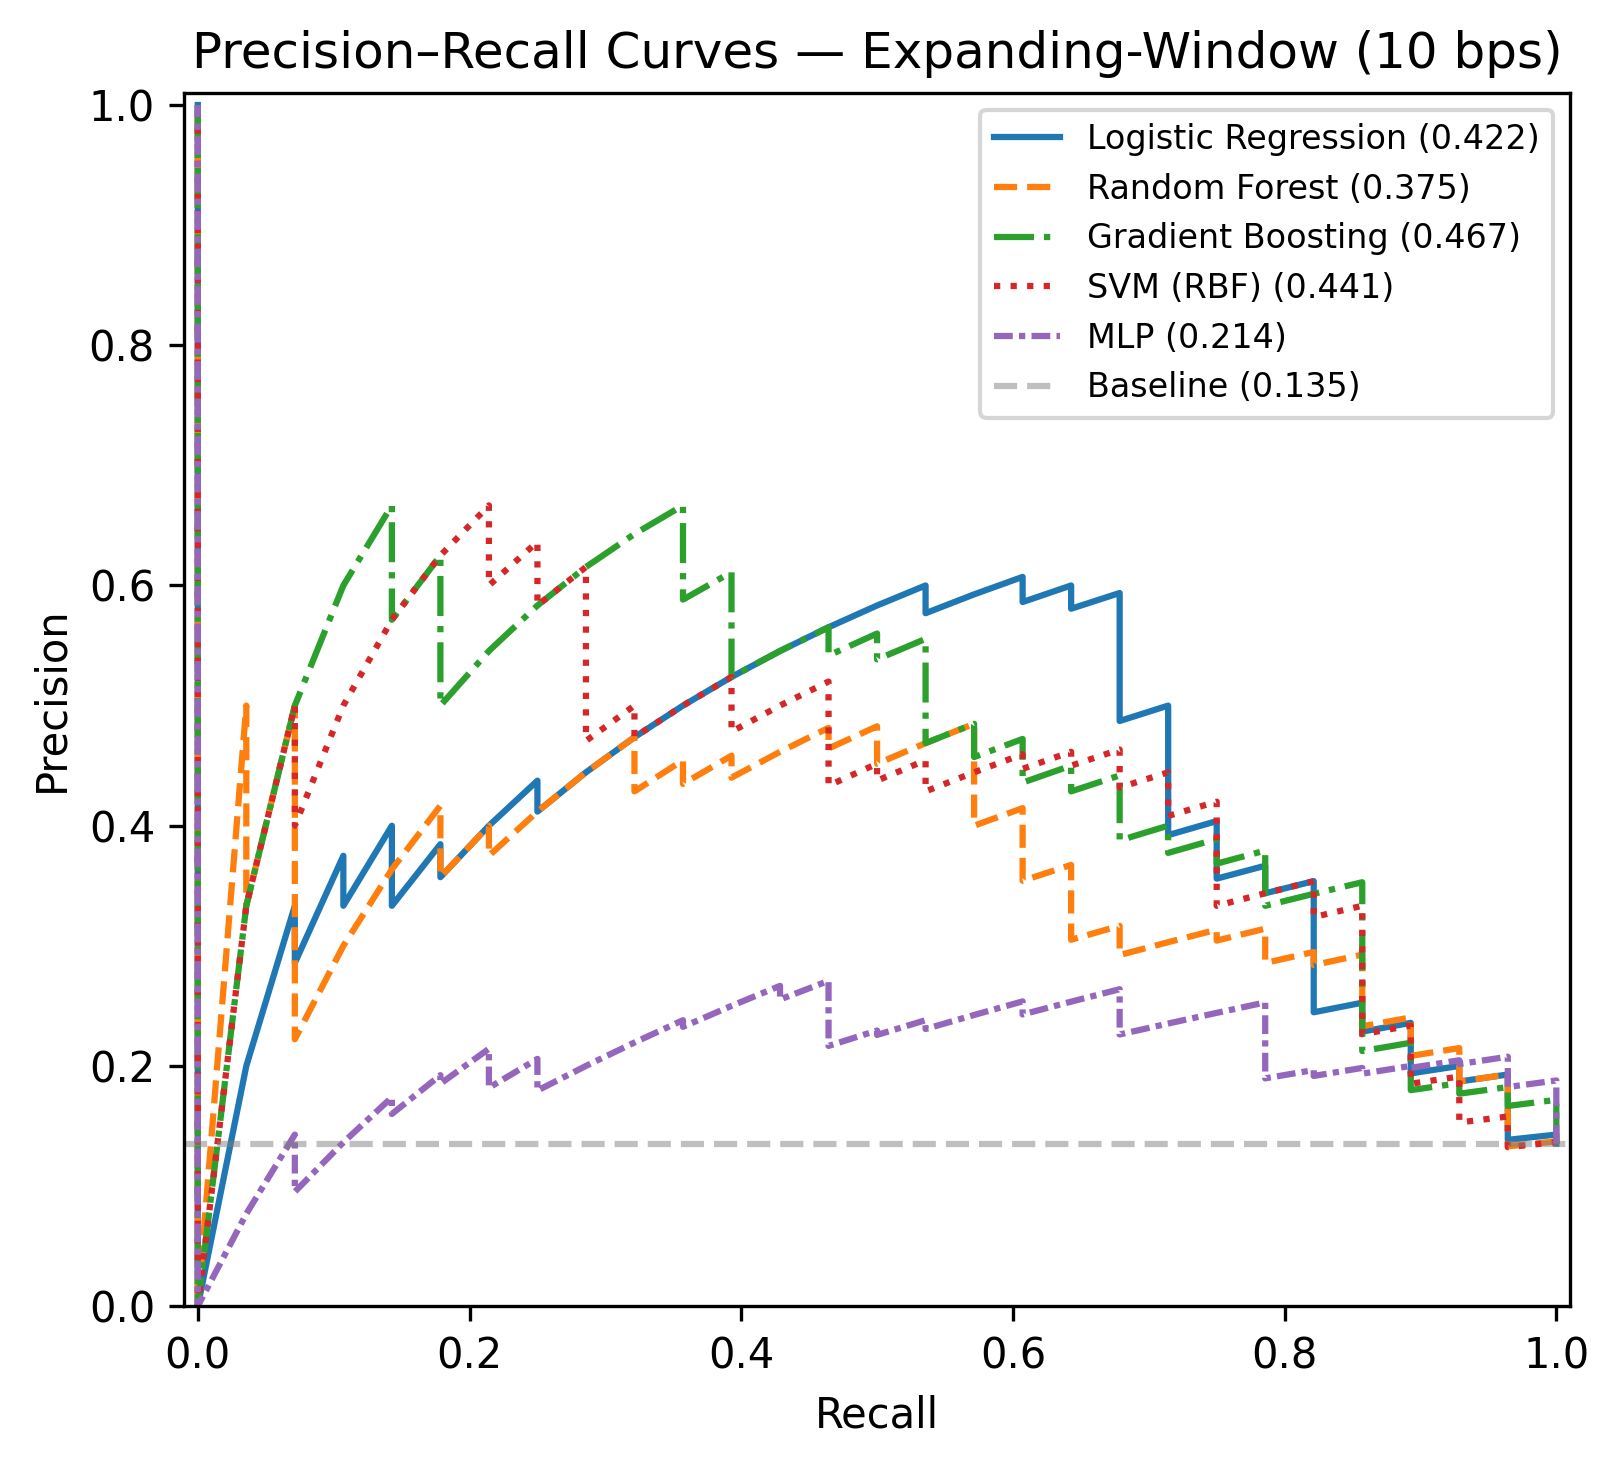 Precision–Recall Curves — Expanding-Window (10 bps)
Logistic Regression (0.422)
Random Forest (0.375)
Gradient Boosting (0.467)
SVM (RBF) (0.441)
MLP (0.214)
Baseline (0.135)
1.0
0.8
0.6
0.4
0.2
0.0
Precision
0.0 0.2 0.4 0.6 0.8 1.0
Recall